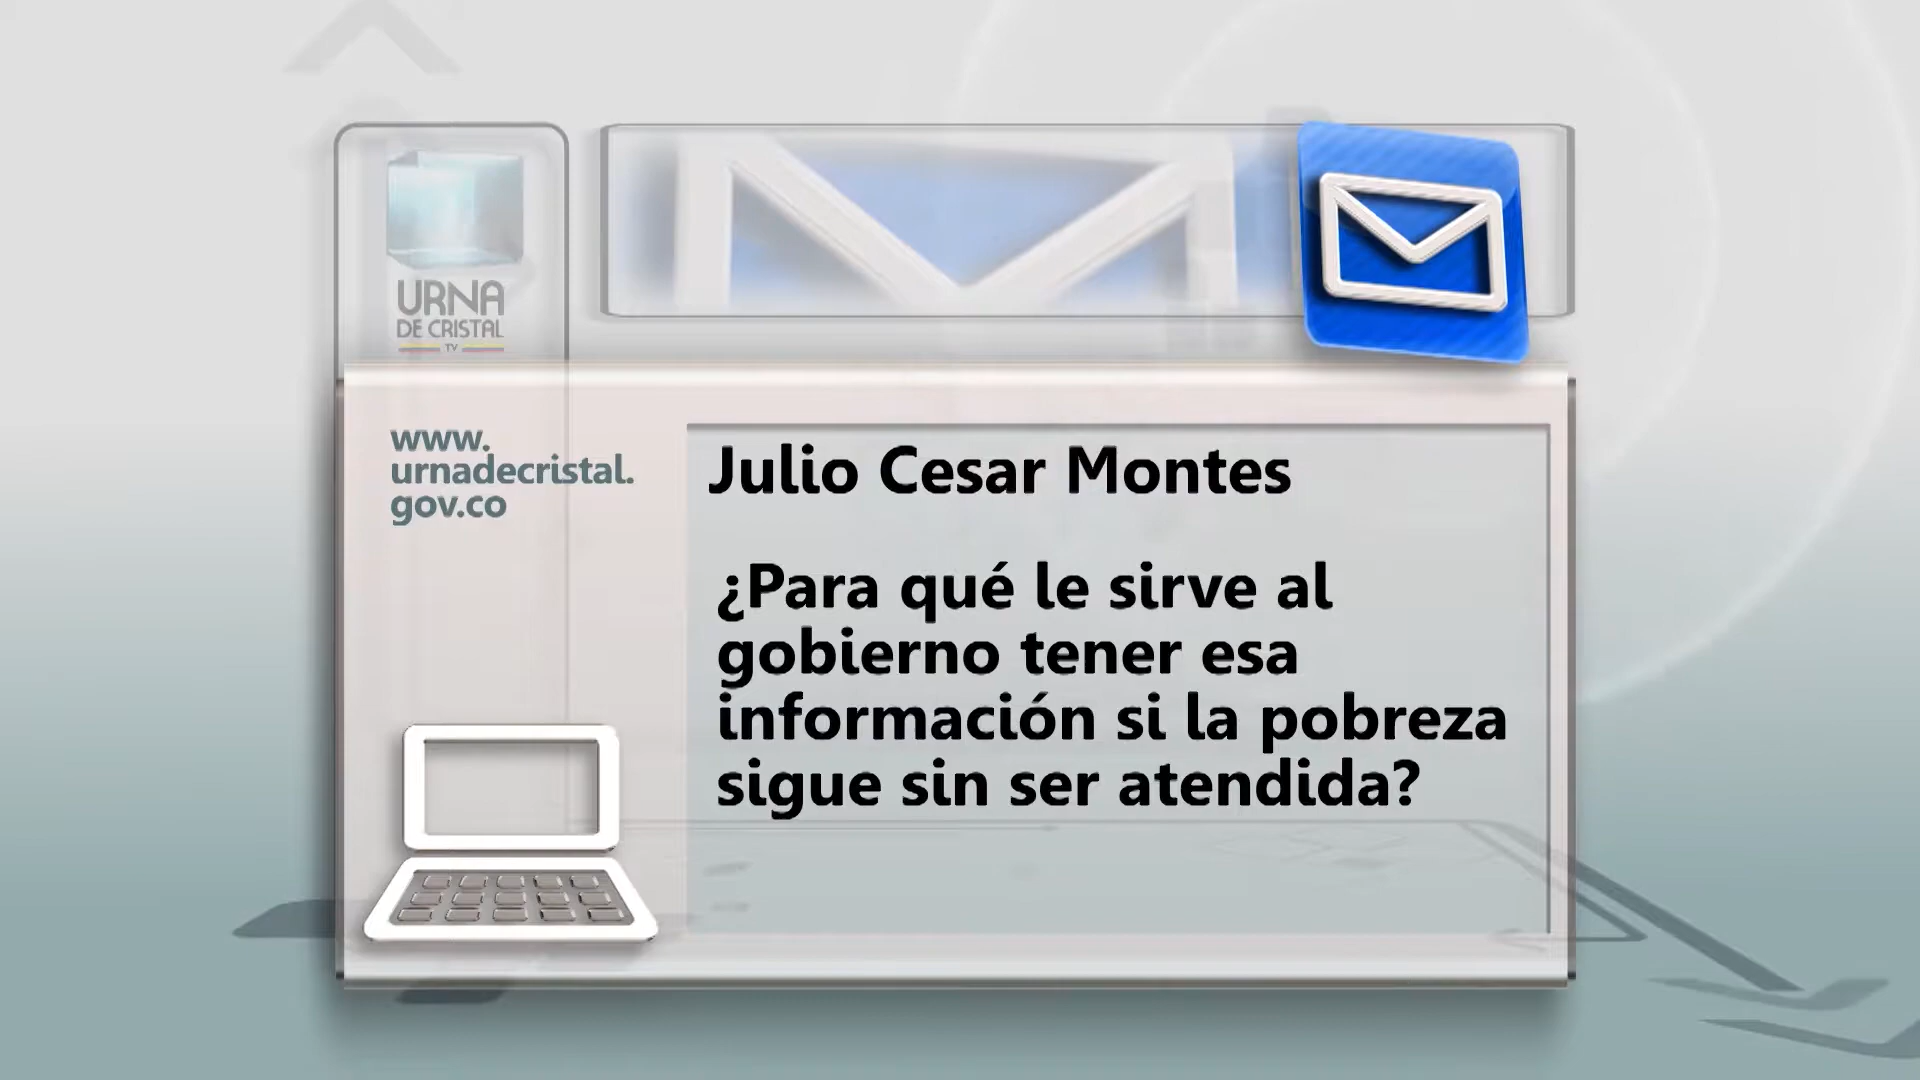 URNA
DE CRISTAL
TV
www.
urnadecristal.
gov.co
Julio Cesar Montes
¿Para qué le sirve al
gobierno tener esa
información si la pobreza
sigue sin ser atendida?